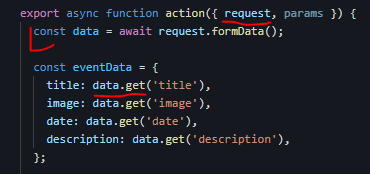 export async function action({ request, params }) {
const data = await request.formData();
const eventData = {
title: data.get('title'),
image: data.get('image'),
date: data.get('date'),
description: data.get('description'),
};